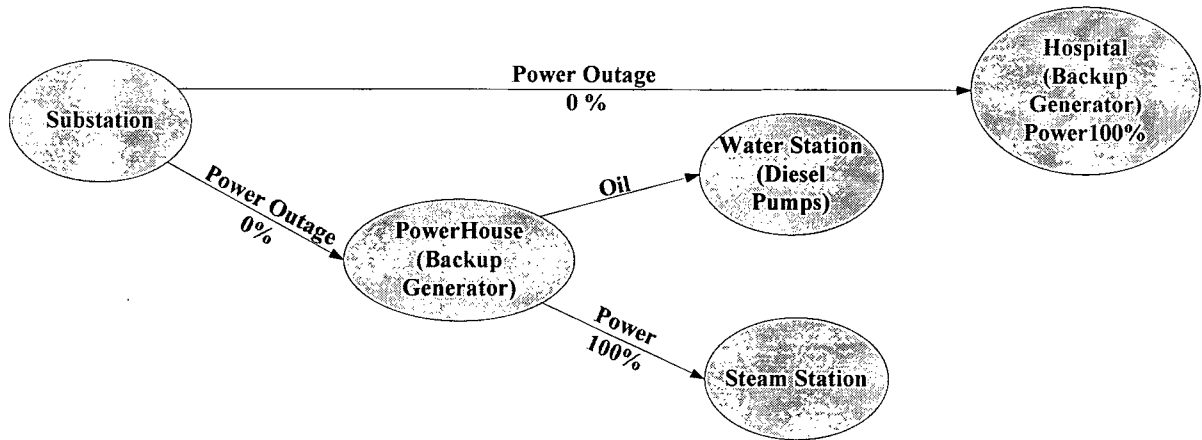 Substation
Power Outage
0 %
Hospital
(Backup
Generator)
Power100%
Power Outage
0%
PowerHouse
(Backup
Generator)
Oil
Water Station
(Diesel
Pumps)
Power
100%
Steam Station